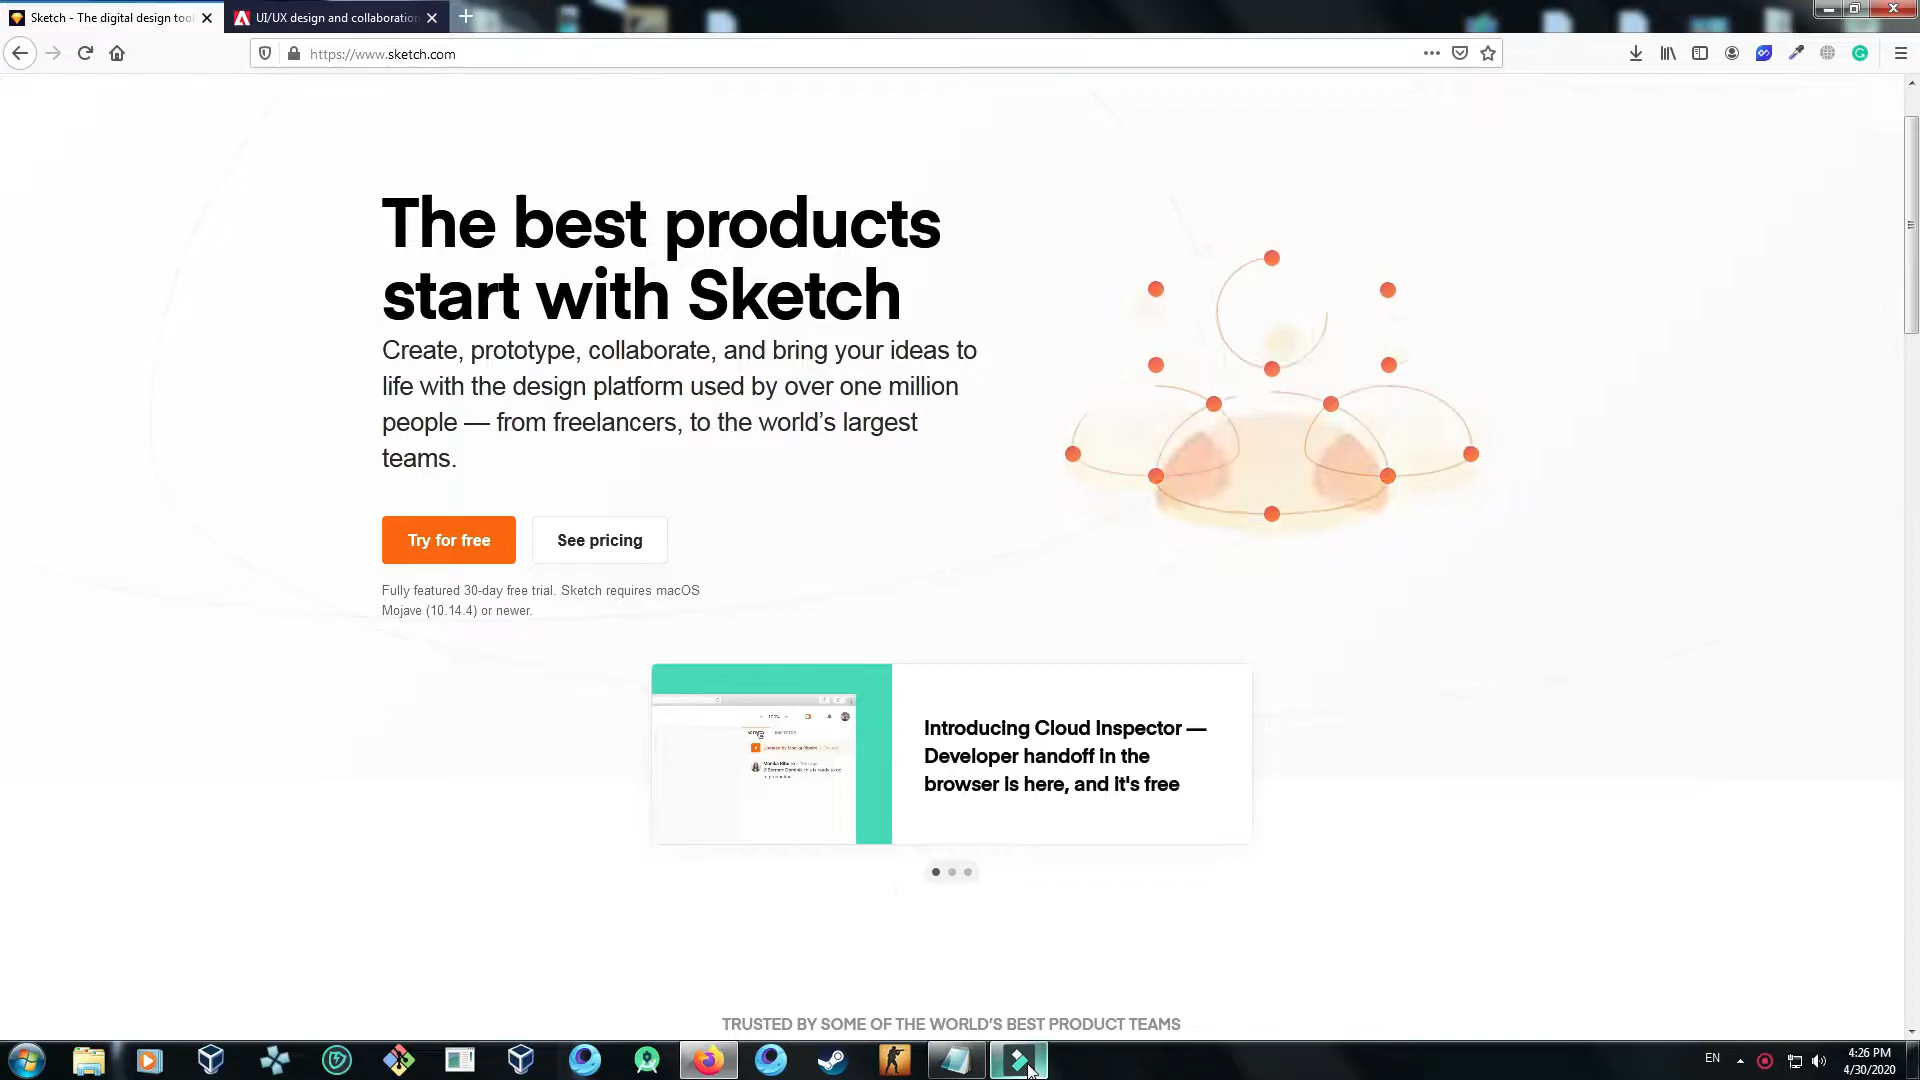 Sketch - The digital design tool
UI/UX design and collaboration
https://www.sketch.com
The best products
start with Sketch
Create, prototype, collaborate, and bring your ideas to
life with the design platform used by over one million
people — from freelancers, to the world’s largest
teams.
Try for free
See pricing
Fully featured 30-day free trial. Sketch requires macOS
Mojave (10.14.4) or newer.
Introducing Cloud Inspector —
Developer handoff in the
browser is here, and it's free
TRUSTED BY SOME OF THE WORLD’S BEST PRODUCT TEAMS
EN
4:26 PM
4/30/2020